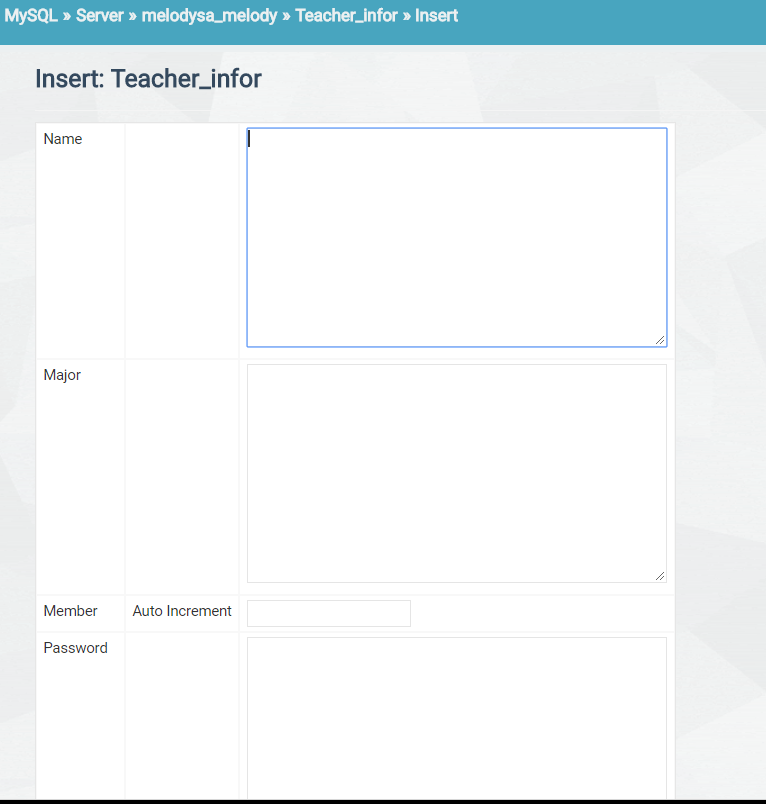 MySQL » Server » melodysa_melody » Teacher_infor » Insert
Insert: Teacher_infor
Name
Major
Member Auto Increment
Password